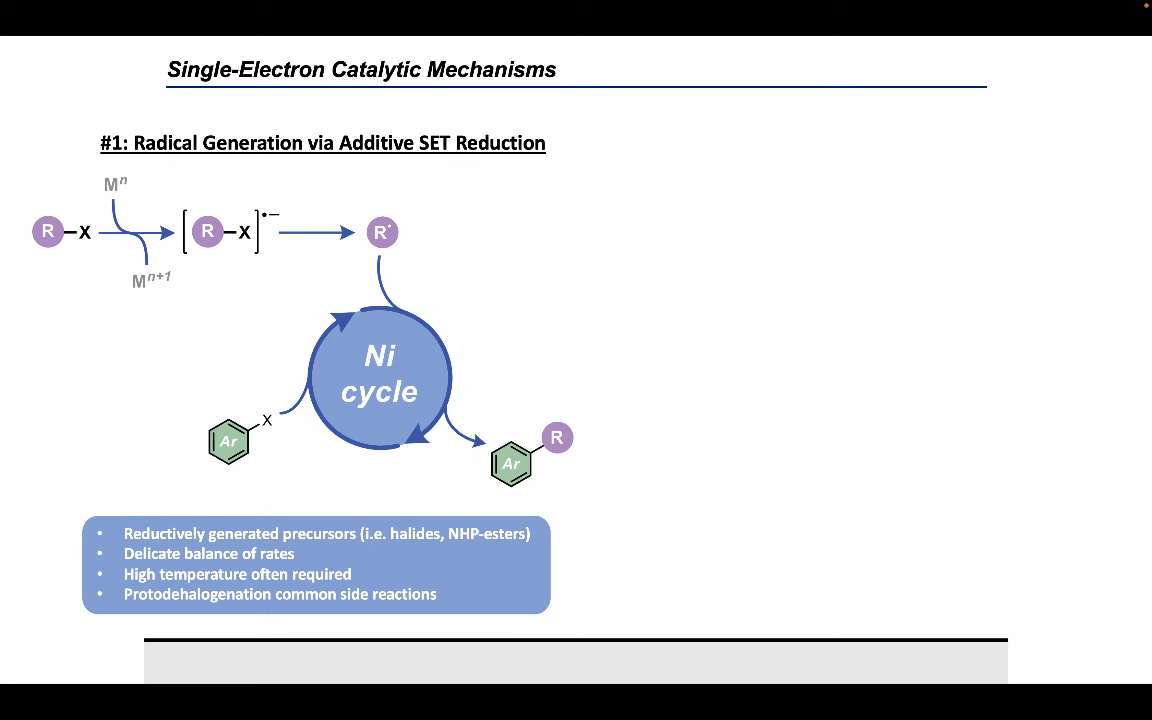 Single-Electron Catalytic Mechanisms
#1: Radical Generation via Additive SET Reduction
Mⁿ
R–X
[R–X]•–
R•
Mⁿ⁺¹
Ni
cycle
X
Ar
R
Ar
• Reductively generated precursors (i.e. halides, NHP-esters)
• Delicate balance of rates
• High temperature often required
• Protodehalogenation common side reactions